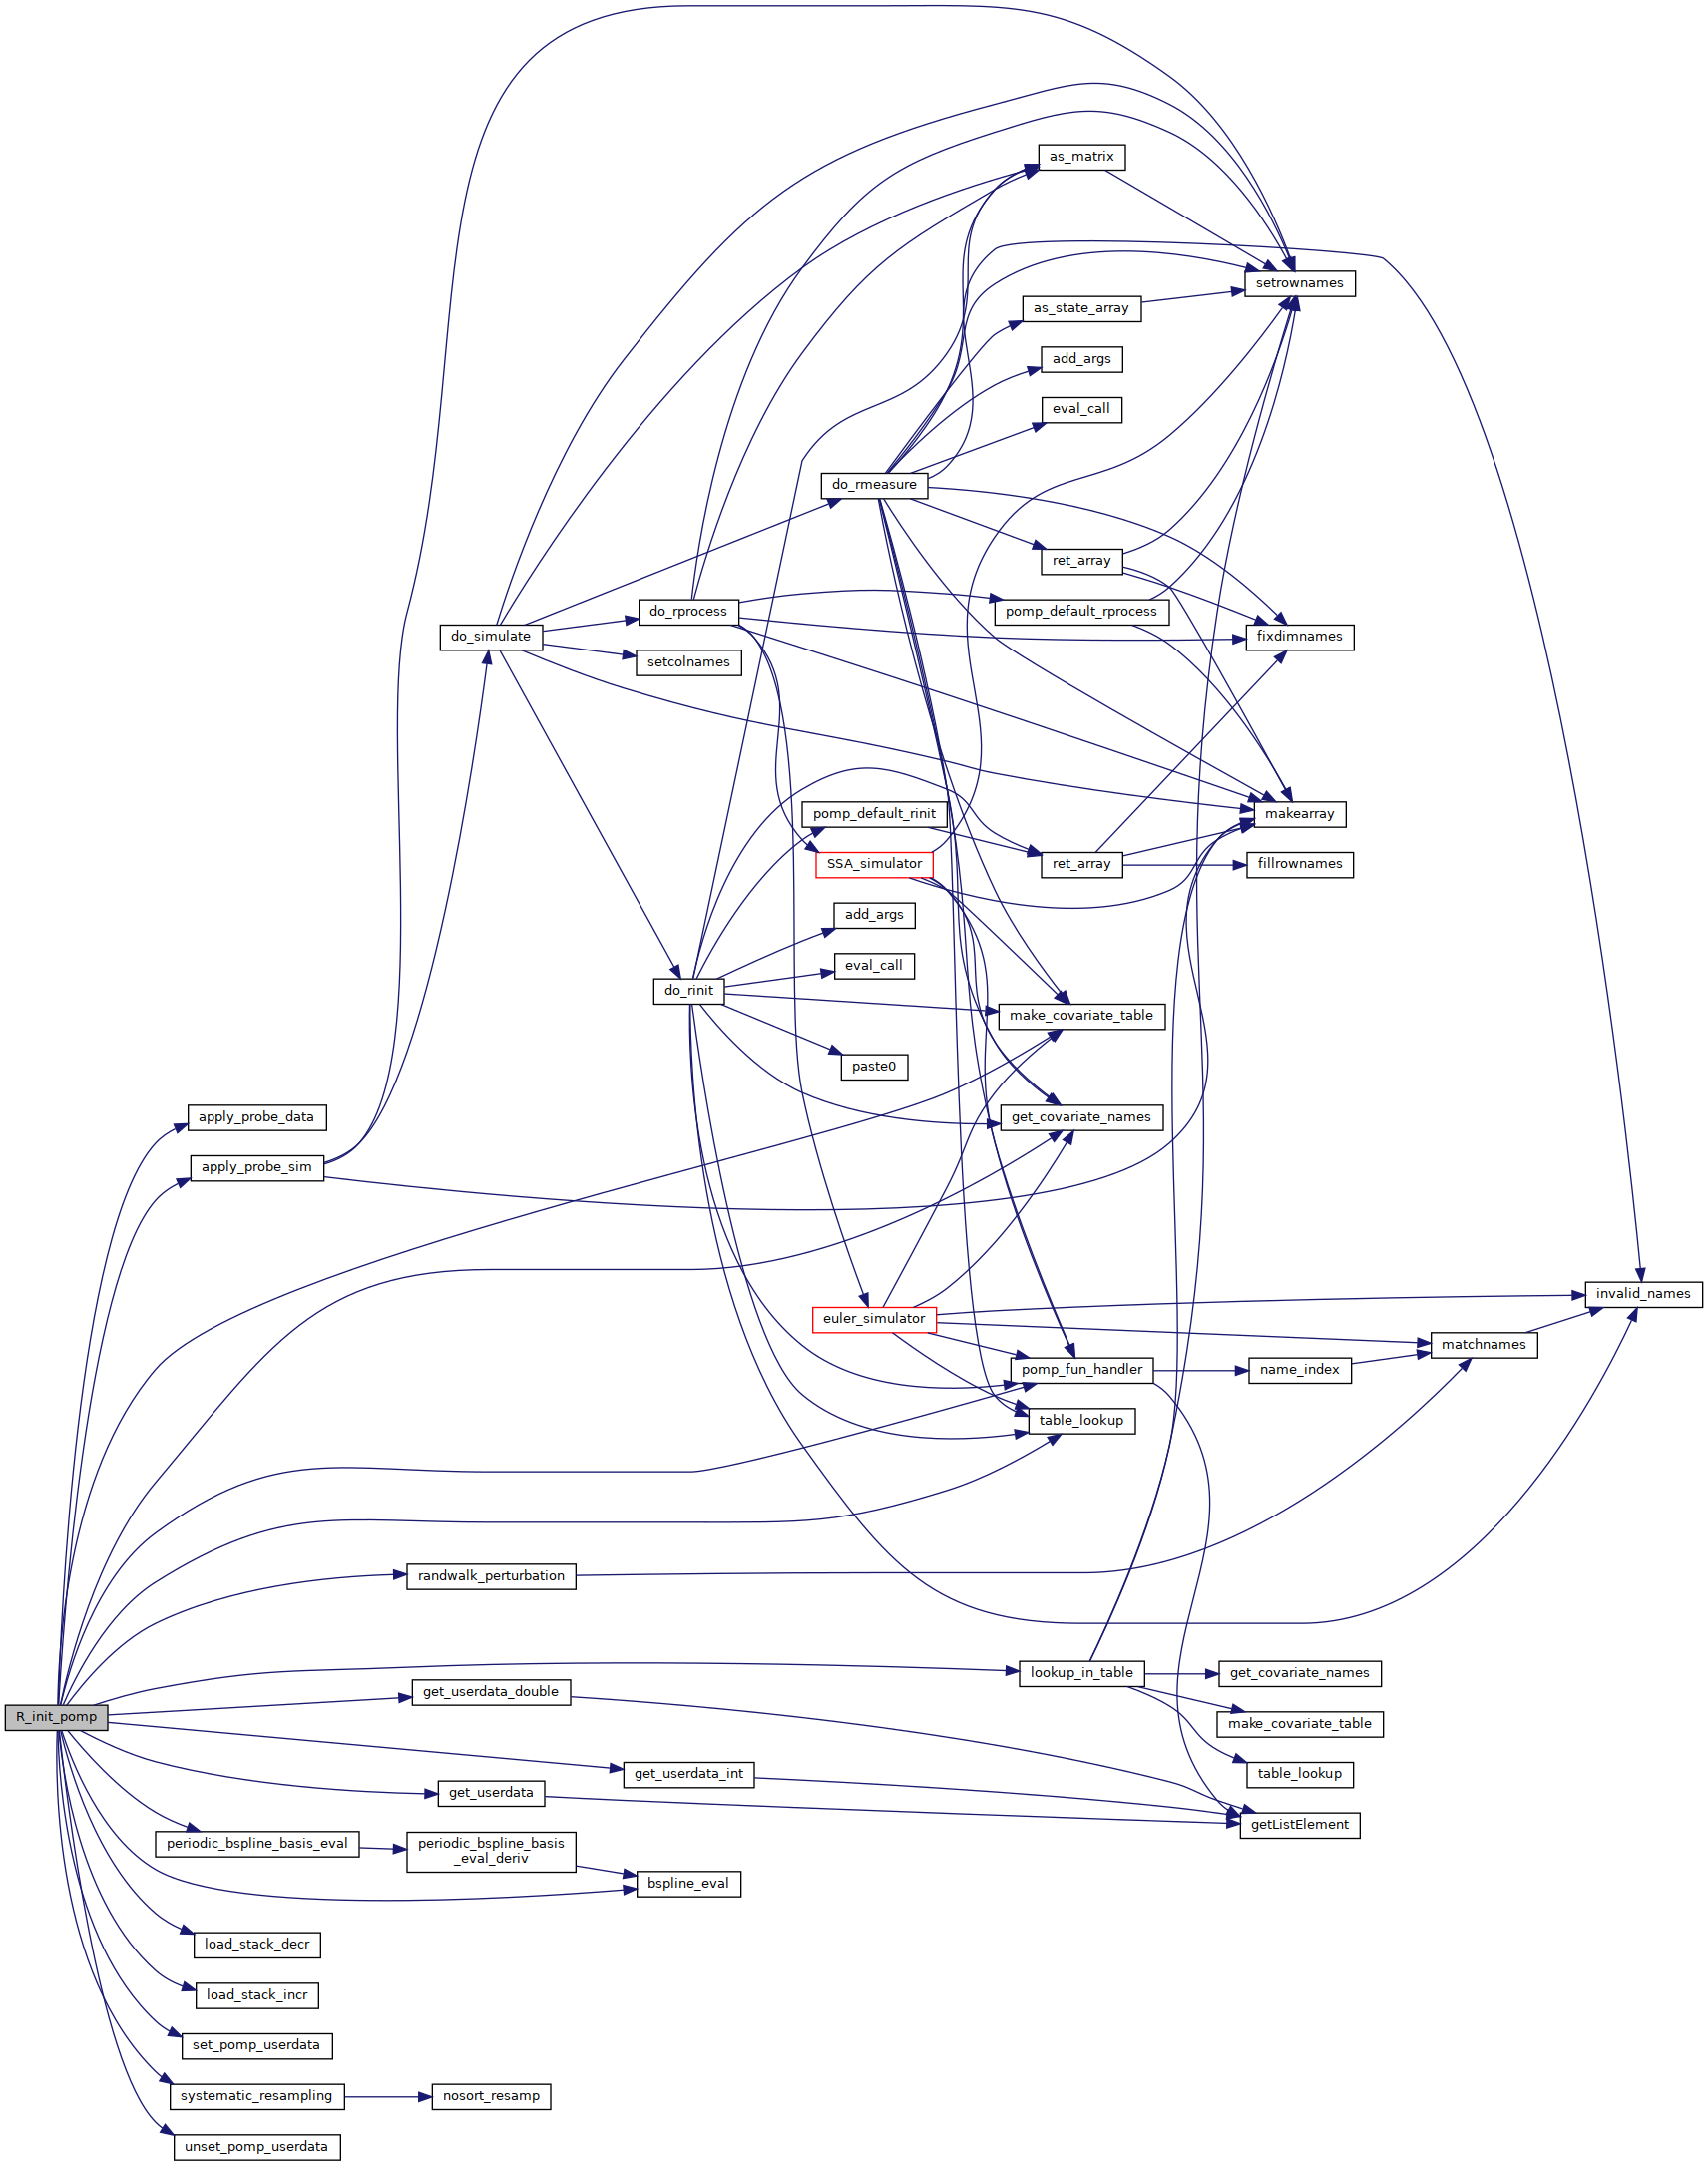 as_matrix
setrownames
as_state_array
add_args
eval_call
do_rmeasure
ret_array
do_rprocess
pomp_default_rprocess
do_simulate
fixdimnames
setcolnames
pomp_default_rinit
makearray
SSA_simulator
ret_array
fillrownames
add_args
eval_call
do_rinit
make_covariate_table
paste0
apply_probe_data
get_covariate_names
apply_probe_sim
invalid_names
euler_simulator
matchnames
pomp_fun_handler
name_index
table_lookup
randwalk_perturbation
lookup_in_table
get_covariate_names
get_userdata_double
R_init_pomp
make_covariate_table
get_userdata_int
table_lookup
get_userdata
getListElement
periodic_bspline_basis_eval
periodic_bspline_basis
_eval_deriv
bspline_eval
load_stack_decr
load_stack_incr
set_pomp_userdata
systematic_resampling
nosort_resamp
unset_pomp_userdata